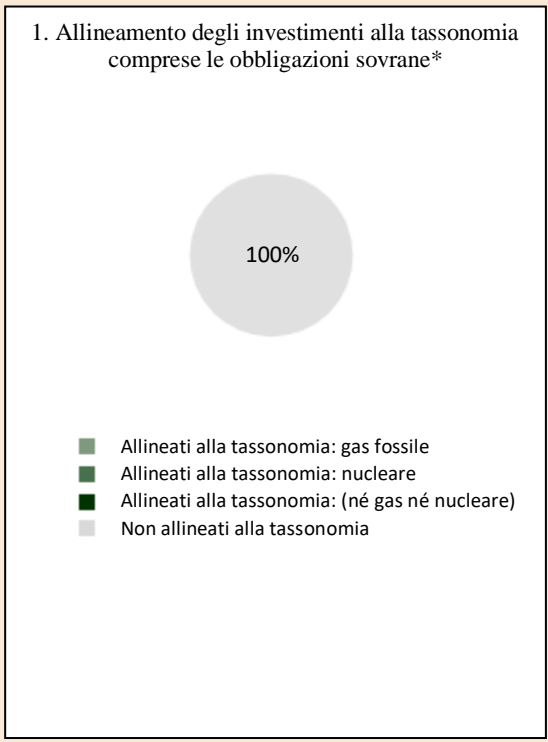 1. Allineamento degli investimenti alla tassonomia
comprese le obbligazioni sovrane*
100%
Allineati alla tassonomia: gas fossile
Allineati alla tassonomia: nucleare
Allineati alla tassonomia: (né gas né nucleare)
Non allineati alla tassonomia